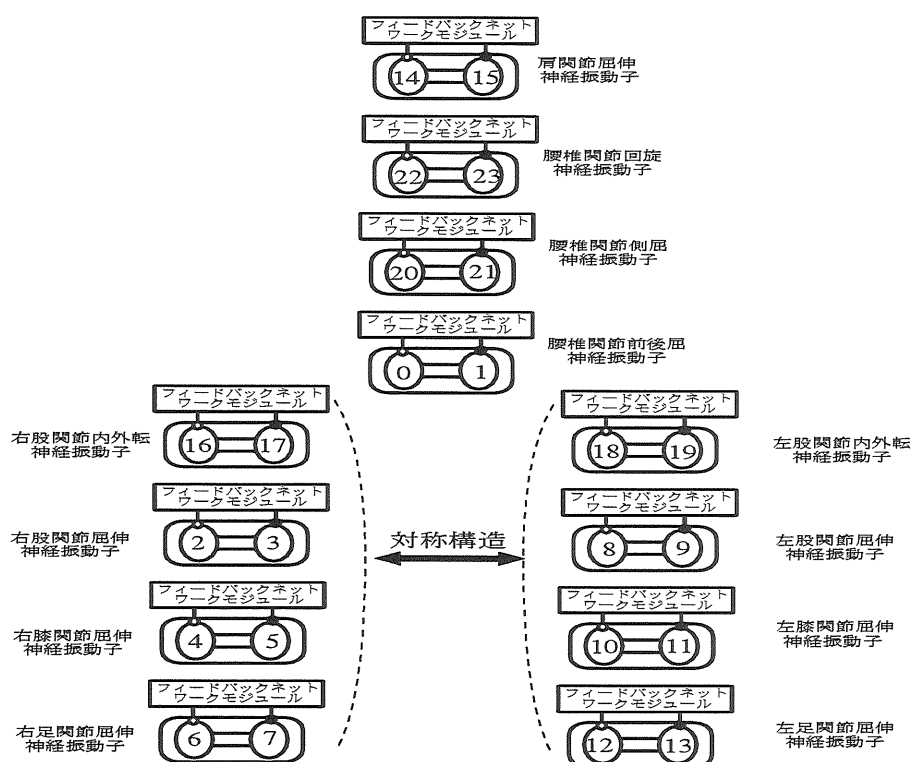 フィードバックネット
ワークモジュール
14
15
肩関節屈伸
神経振動子
フィードバックネット
ワークモジュール
22
23
腰椎関節回旋
神経振動子
フィードバックネット
ワークモジュール
20
21
腰椎関節側屈
神経振動子
フィードバックネット
ワークモジュール
0
1
腰椎関節前後屈
神経振動子
フィードバックネット
ワークモジュール
16
17
右股関節内外転
神経振動子
フィードバックネット
ワークモジュール
2
3
右股関節屈伸
神経振動子
フィードバックネット
ワークモジュール
4
5
右膝関節屈伸
神経振動子
フィードバックネット
ワークモジュール
6
7
右足関節屈伸
神経振動子
対称構造
フィードバックネット
ワークモジュール
18
19
左股関節内外転
神経振動子
フィードバックネット
ワークモジュール
8
9
左股関節屈伸
神経振動子
フィードバックネット
ワークモジュール
10
11
左膝関節屈伸
神経振動子
フィードバックネット
ワークモジュール
12
13
左足関節屈伸
神経振動子